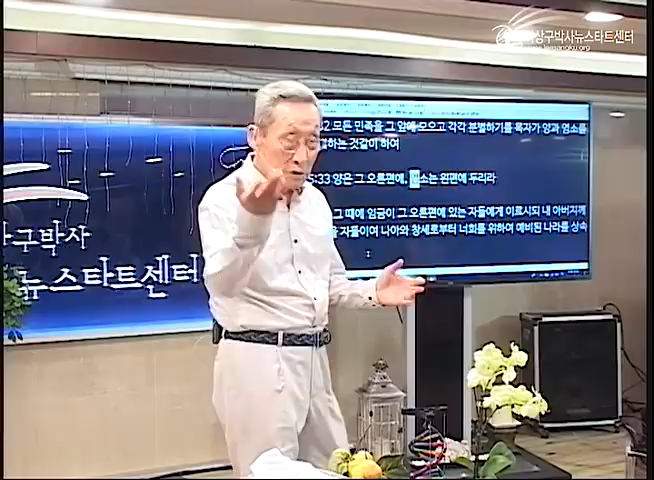 상구박사뉴스타트센터
www.leesangku.org
32 모든 민족을 그 앞에 모으고 각각 분별하기를 목자가 양과 염소를
하는 것같이 하여
5:33 양은 그 오른편에, 염소는 왼편에 두리라
그 때에 임금이 그 오른편에 있는 자들에게 이르시되 내 아버지께
자들이여 나아와 창세로부터 너희를 위하여 예비된 나라를 상속
상구박사
뉴스타트센터